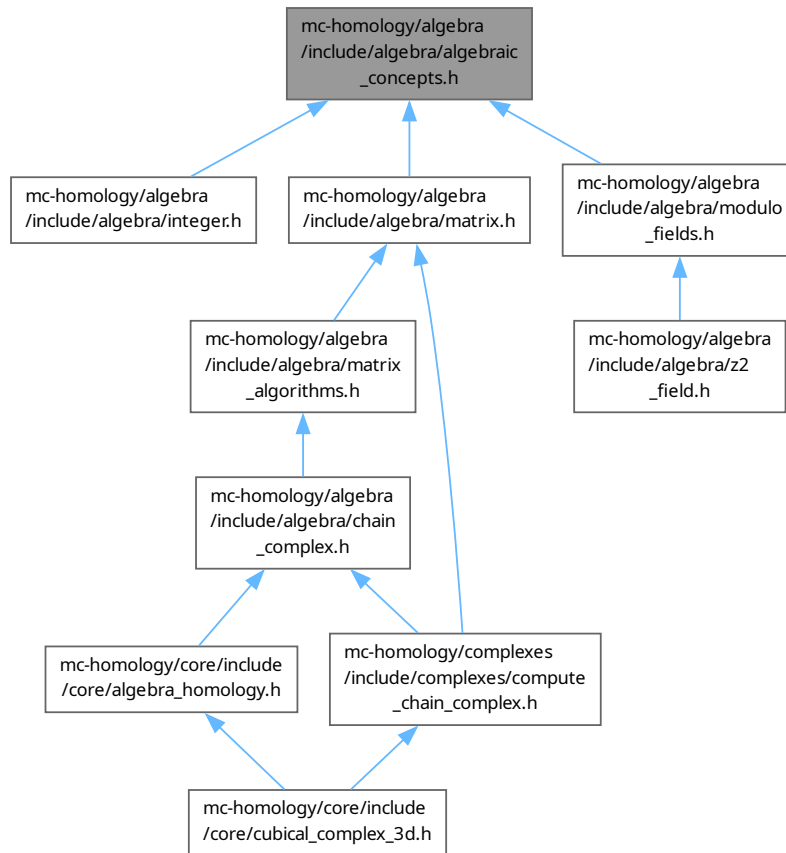 mc-homology/algebra
/include/algebra/algebraic
_concepts.h
mc-homology/algebra
/include/algebra/integer.h
mc-homology/algebra
/include/algebra/matrix.h
mc-homology/algebra
/include/algebra/modulo
_fields.h
mc-homology/algebra
/include/algebra/matrix
_algorithms.h
mc-homology/algebra
/include/algebra/z2
_field.h
mc-homology/algebra
/include/algebra/chain
_complex.h
mc-homology/core/include
/core/algebra_homology.h
mc-homology/complexes
/include/complexes/compute
_chain_complex.h
mc-homology/core/include
/core/cubical_complex_3d.h